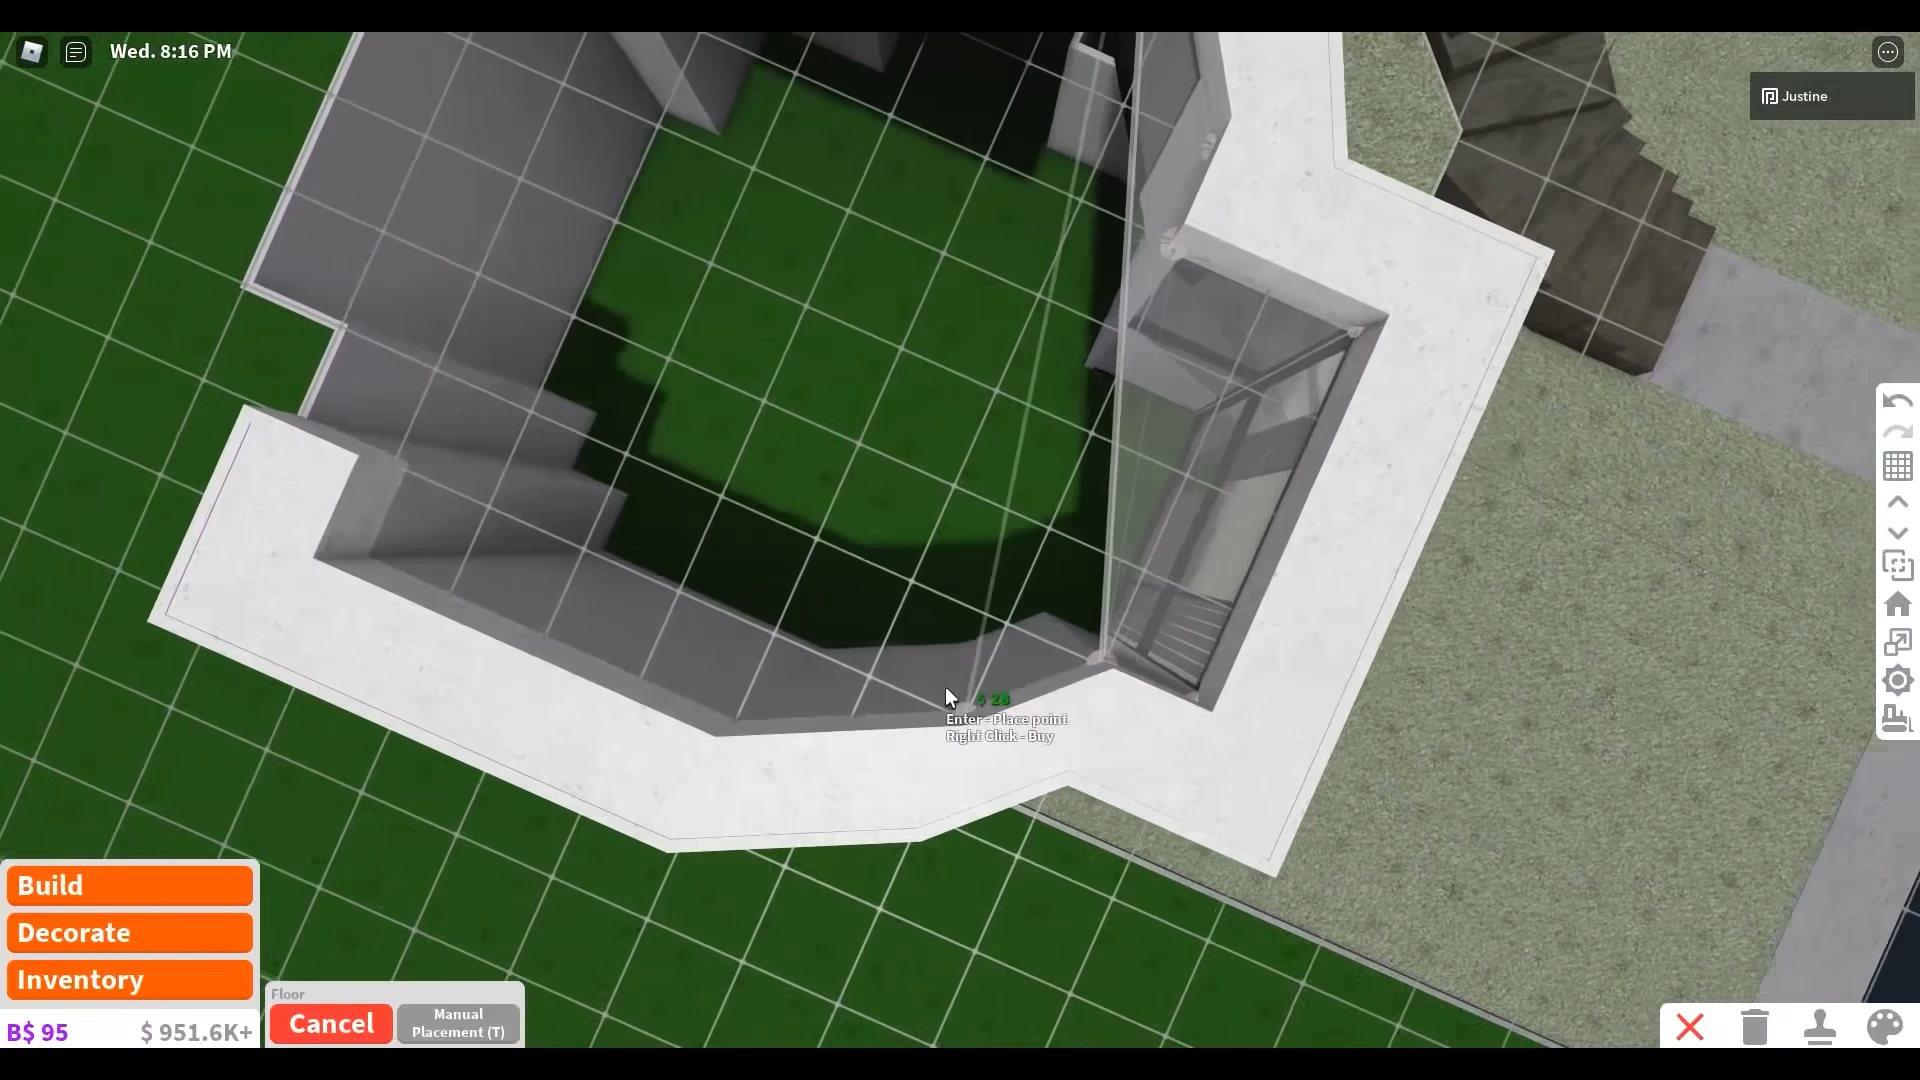 Wed. 8:16 PM
Justine
$ 28
Enter - Place point
Right Click - Buy
Build
Decorate
Inventory
B$ 95
$ 951.6K+
Floor
Cancel
Manual
Placement (T)